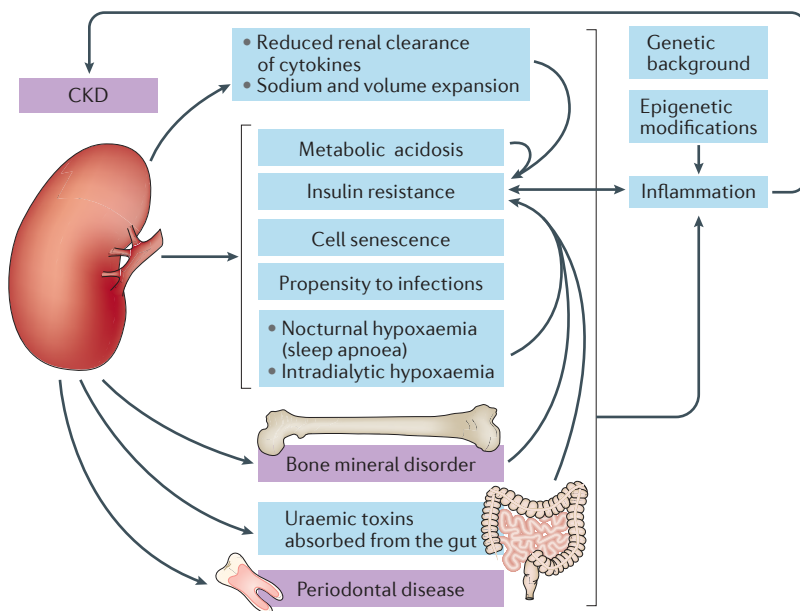 • Reduced renal clearance
of cytokines
• Sodium and volume expansion
Genetic
background
CKD
Epigenetic
modifications
Metabolic acidosis
Insulin resistance
Inflammation
Cell senescence
Propensity to infections
• Nocturnal hypoxaemia
(sleep apnoea)
• Intradialytic hypoxaemia
Bone mineral disorder
Uraemic toxins
absorbed from the gut
Periodontal disease